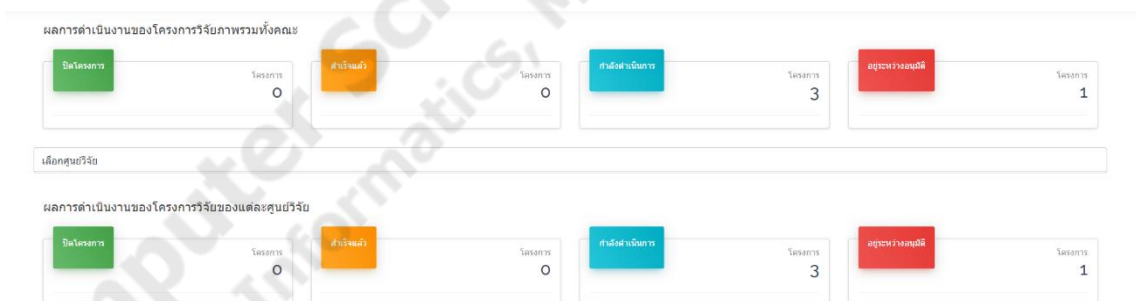 ผลการดำเนินงานของโครงการวิจัยภาพรวมทั้งคณะ
ปิดโครงการ
โครงการ
0
สำเร็จแล้ว
โครงการ
0
กำลังดำเนินการ
โครงการ
3
อยู่ระหว่างอนุมัติ
โครงการ
1
เลือกศูนย์วิจัย
ผลการดำเนินงานของโครงการวิจัยของแต่ละศูนย์วิจัย
ปิดโครงการ
โครงการ
0
สำเร็จแล้ว
โครงการ
0
กำลังดำเนินการ
โครงการ
3
อยู่ระหว่างอนุมัติ
โครงการ
1